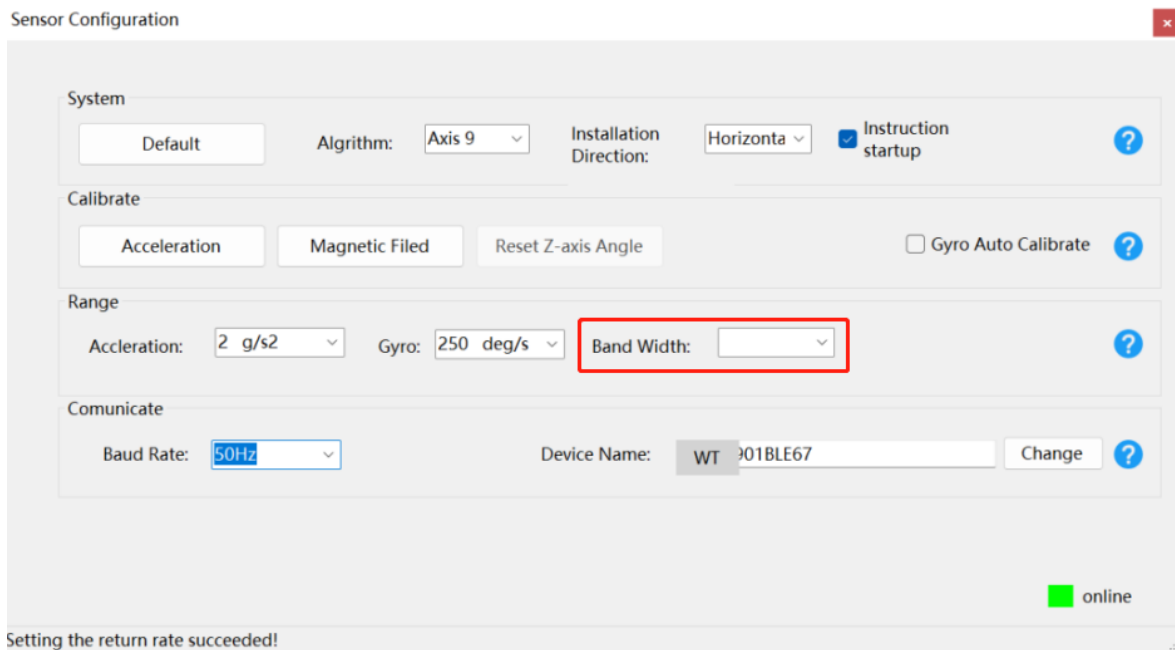 Sensor Configuration
×
System
Default
Algrithm:
Axis 9
Installation
Direction:
Horizonta
Instruction
startup
?
Calibrate
Acceleration
Magnetic Filed
Reset Z-axis Angle
Gyro Auto Calibrate
?
Range
Accleration:
2 g/s2
Gyro:
250 deg/s
Band Width:
?
Comunicate
Baud Rate:
50Hz
Device Name:
WT
901BLE67
Change
?
online
Setting the return rate succeeded!